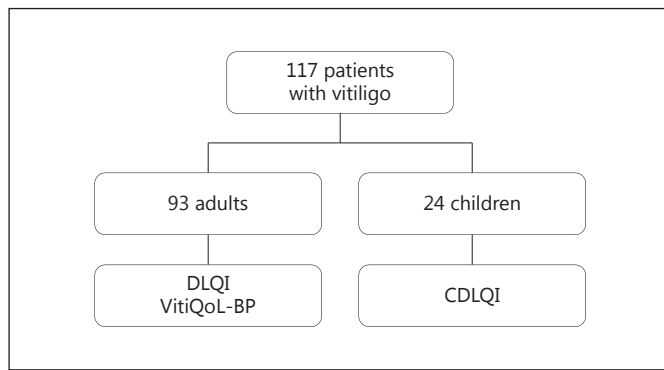 117 patients
with vitiligo
93 adults
24 children
DLQI
VitiQoL-BP
CDLQI